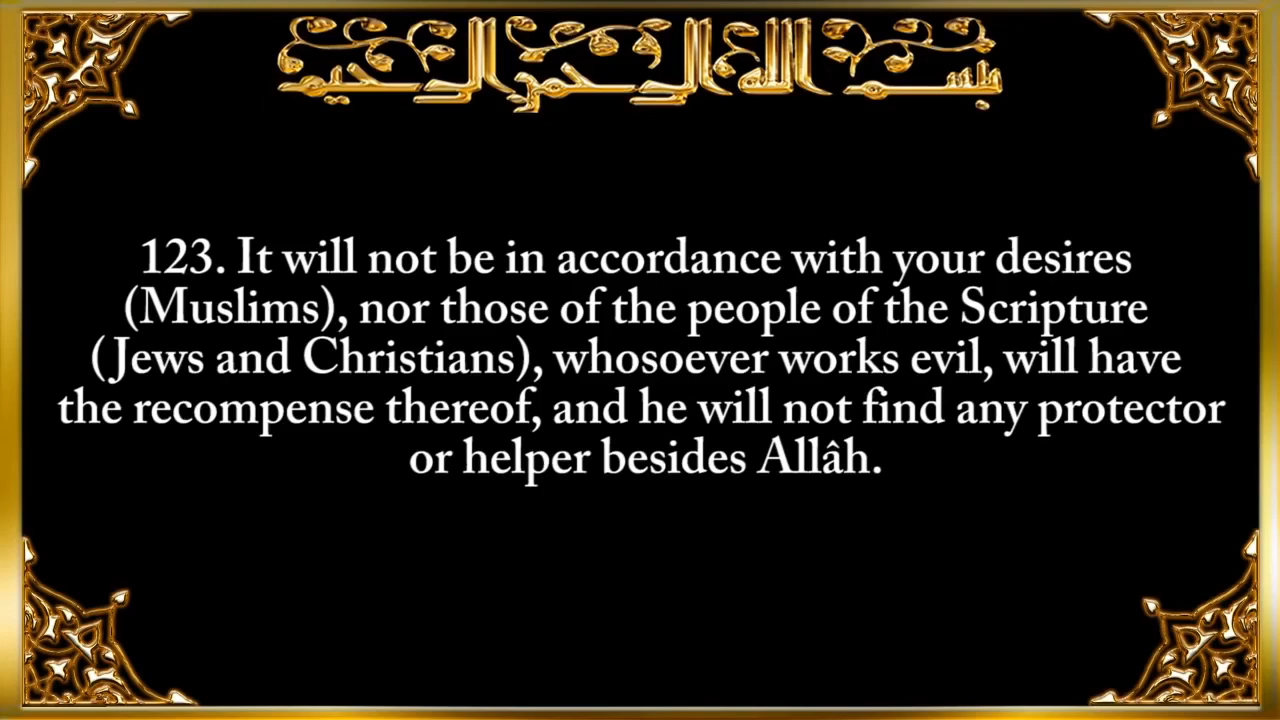 بسم الله الرحمن الرحيم
123. It will not be in accordance with your desires
(Muslims), nor those of the people of the Scripture
(Jews and Christians), whosoever works evil, will have
the recompense thereof, and he will not find any protector
or helper besides Allâh.